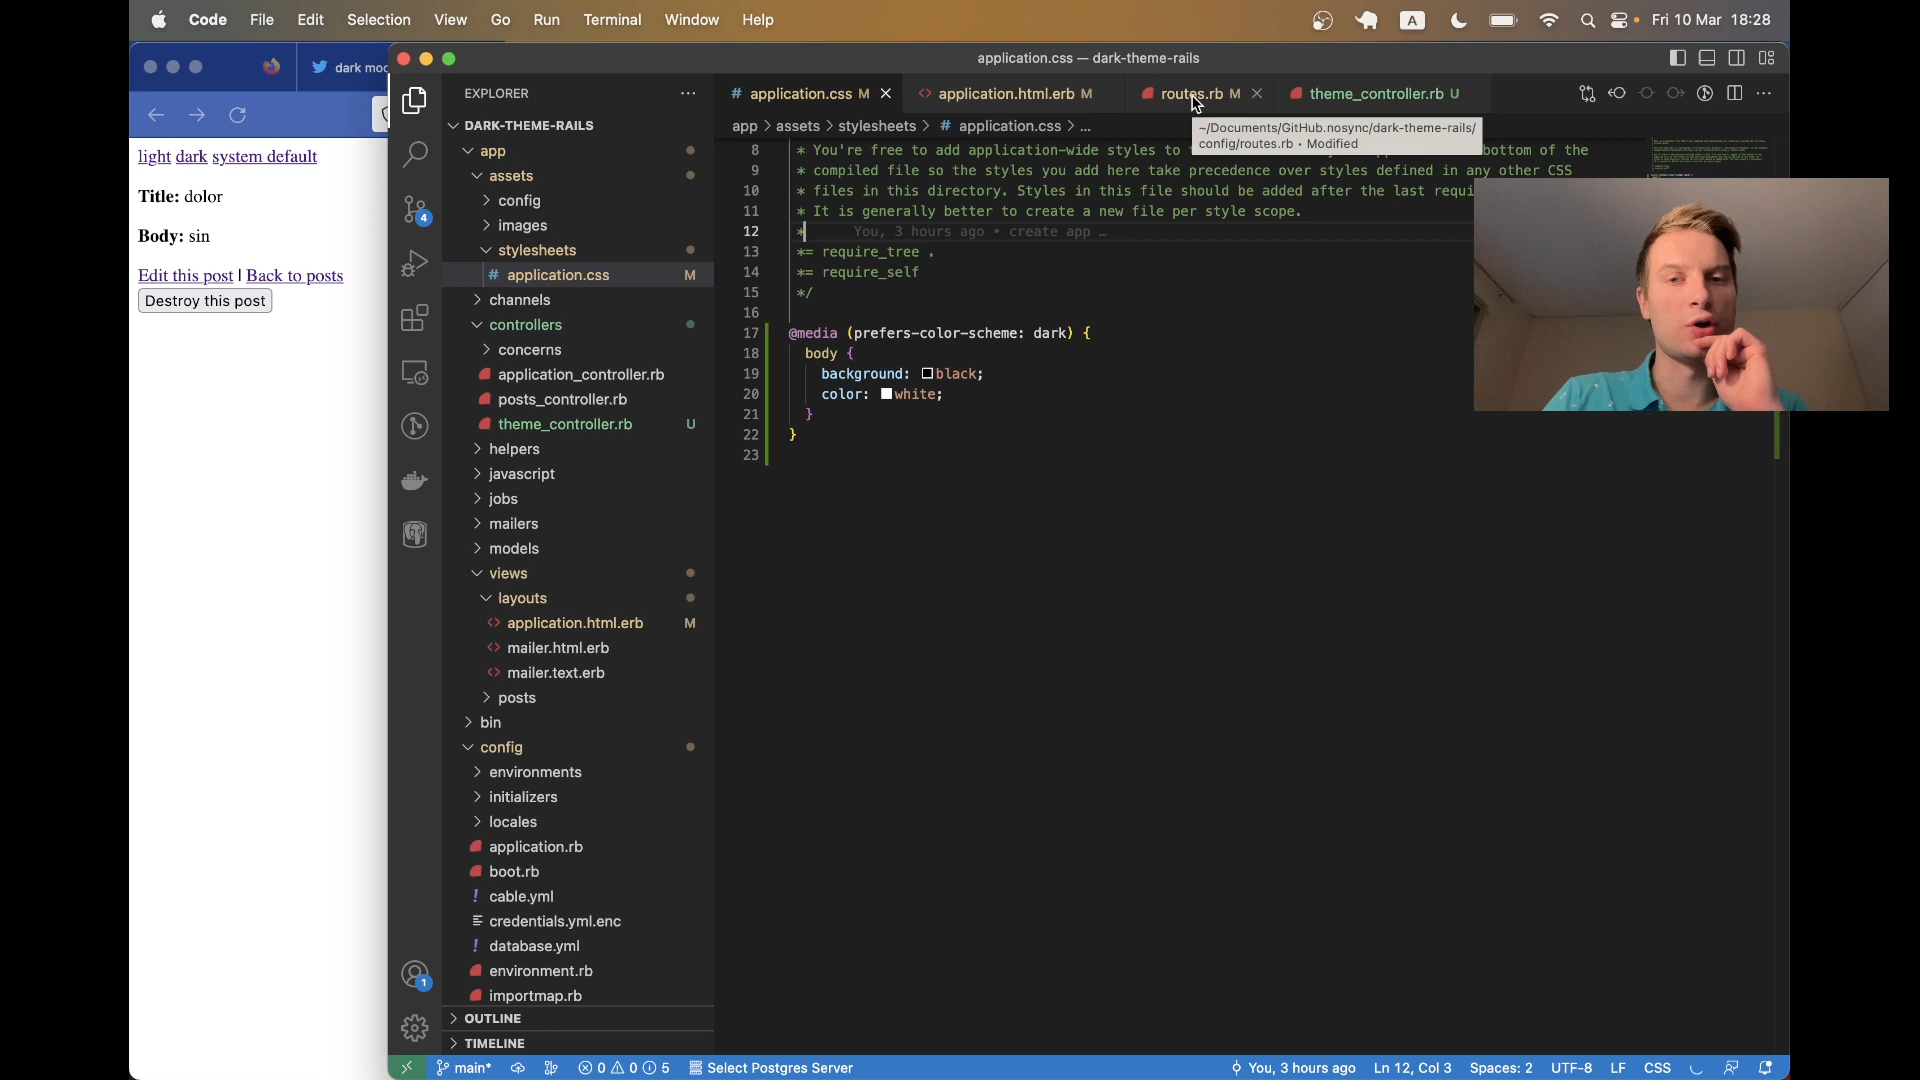 Code File Edit Selection View Go Run Terminal Window Help
A
Fri 10 Mar 18:28
dark mod
application.css — dark-theme-rails
light dark system default
Title: dolor
Body: sin
Edit this post | Back to posts
Destroy this post
EXPLORER
DARK-THEME-RAILS
app
assets
config
images
stylesheets
# application.css M
channels
controllers
concerns
application_controller.rb
posts_controller.rb
theme_controller.rb U
helpers
javascript
jobs
mailers
models
views
layouts
<> application.html.erb M
<> mailer.html.erb
<> mailer.text.erb
posts
bin
config
environments
initializers
locales
application.rb
boot.rb
! cable.yml
credentials.yml.enc
! database.yml
environment.rb
importmap.rb
OUTLINE
TIMELINE
4
1
# application.css M
<> application.html.erb M
routes.rb M
theme_controller.rb U
app > assets > stylesheets > # application.css > ...
~/Documents/GitHub.nosync/dark-theme-rails/
config/routes.rb • Modified
8 * You're free to add application-wide styles to bottom of the
9 * compiled file so the styles you add here take precedence over styles defined in any other CSS
10 * files in this directory. Styles in this file should be added after the last requi
11 * It is generally better to create a new file per style scope.
12 * You, 3 hours ago • create app …
13 *= require_tree .
14 *= require_self
15 */
16
17 @media (prefers-color-scheme: dark) {
18 body {
19 background: black;
20 color: white;
21 }
22 }
23
main* 0 0 5 Select Postgres Server
You, 3 hours ago Ln 12, Col 3 Spaces: 2 UTF-8 LF CSS